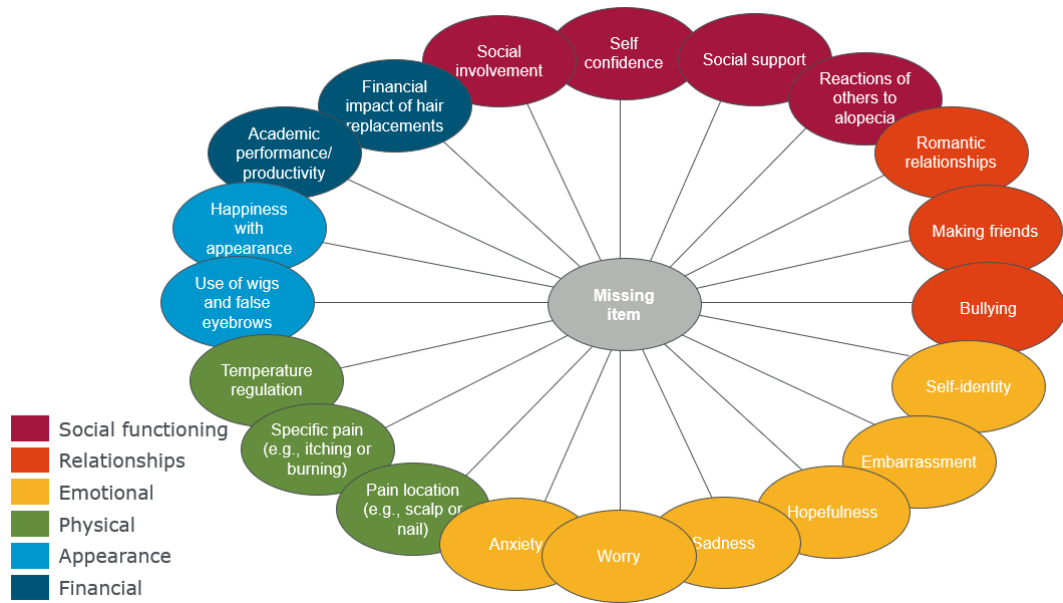 Social
involvement
Self
confidence
Social support
Reactions of
others to
alopecia
Romantic
relationships
Making friends
Bullying
Self-identity
Embarrassment
Hopefulness
Sadness
Worry
Anxiety
Pain location
(e.g., scalp or
nail)
Specific pain
(e.g., itching or
burning)
Temperature
regulation
Use of wigs
and false
eyebrows
Happiness
with
appearance
Academic
performance/
productivity
Financial
impact of hair
replacements
Missing
item
Social functioning
Relationships
Emotional
Physical
Appearance
Financial